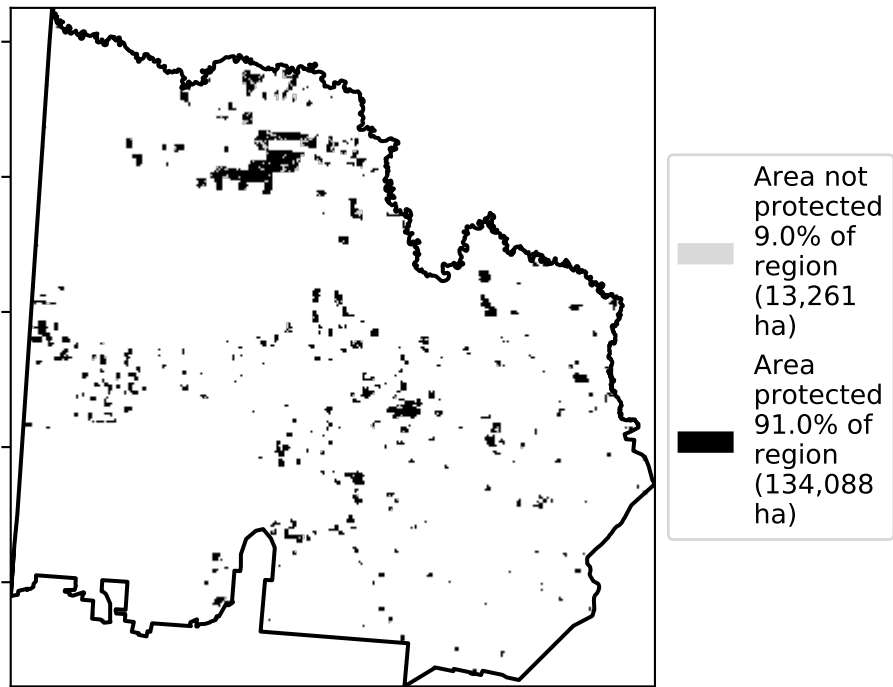 Area not
protected
9.0% of
region
(13,261
ha)
Area
protected
91.0% of
region
(134,088
ha)